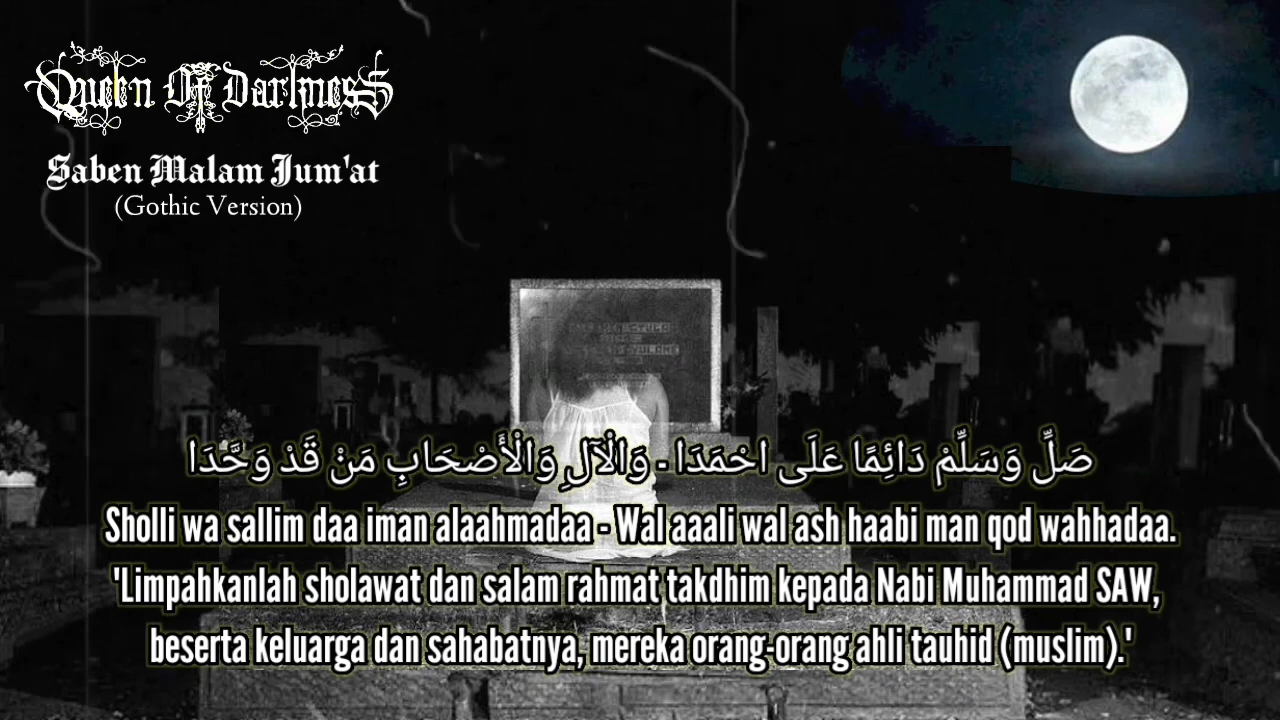 Queen Of Darkness
Saben Malam Jum'at
(Gothic Version)
صَلِّ وَسَلِّمْ دَائِمًا عَلَى احْمَدَا - وَالْآلِ وَالْأَصْحَابِ مَنْ قَدْ وَحَّدَا
Sholli wa sallim daa iman alaahmadaa - Wal aaali wal ash haabi man qod wahhadaa.
'Limpahkanlah sholawat dan salam rahmat takdhim kepada Nabi Muhammad SAW,
beserta keluarga dan sahabatnya, mereka orang-orang ahli tauhid (muslim).'